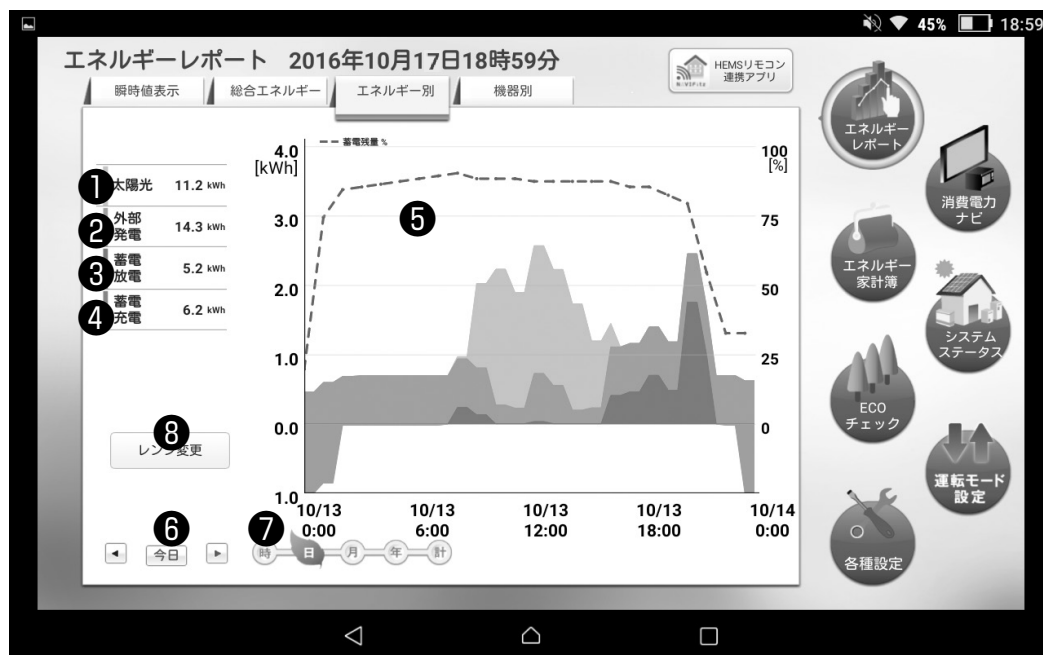 45% 18:59
エネルギーレポート 2016年10月17日18時59分
HEMSリモコン
連携アプリ
瞬時値表示 総合エネルギー エネルギー別 機器別
エネルギー
レポート
消費電力
ナビ
エネルギー
家計簿
システム
ステータス
ECO
チェック
運転モード
設定
各種設定
蓄電残量 %
4.0
[kWh]
3.0
2.0
1.0
0.0
1.0
100
[%]
75
50
25
0
❶太陽光 11.2 kWh
❷外部
発電 14.3 kWh
❸蓄電
放電 5.2 kWh
❹蓄電
充電 6.2 kWh
❺
❽
レンジ変更
10/13 10/13 10/13 10/13 10/14
0:00 6:00 12:00 18:00 0:00
❻ ❼
◀ 今日 ▶ 時 日 月 年 計